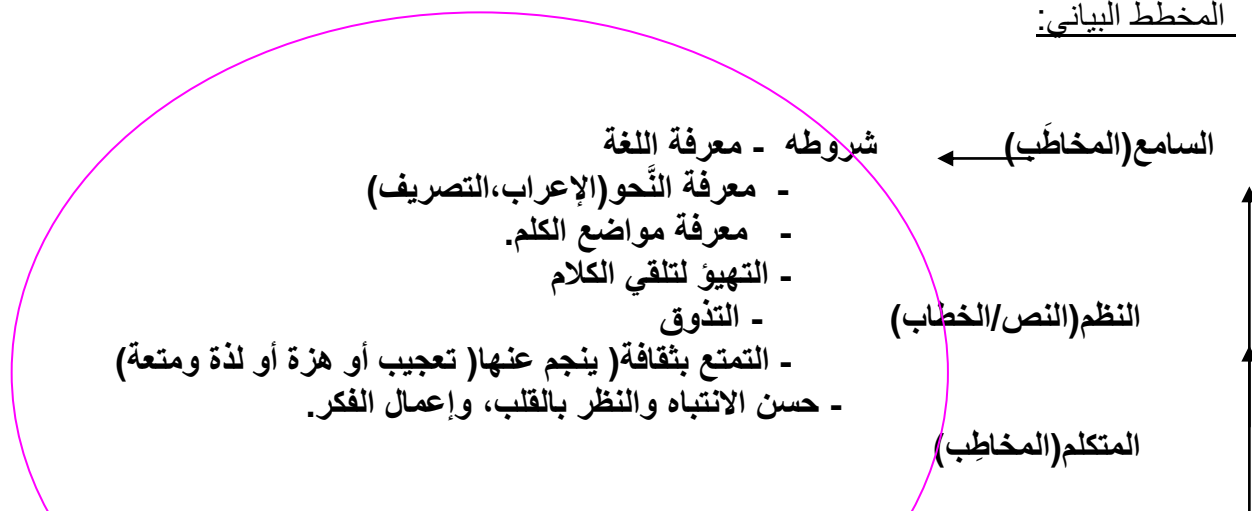 المخطط البياني:
السامع(المخاطَب) شروطه - معرفة اللغة
- معرفة النَّحو(الإعراب،التصريف)
- معرفة مواضع الكلم.
- التهيؤ لتلقي الكلام
النظم(النص/الخطاب) - التذوق
- التمتع بثقافة( ينجم عنها( تعجيب أو هزة أو لذة ومتعة)
- حسن الانتباه والنظر بالقلب، وإعمال الفكر.
المتكلم(المخاطِب)